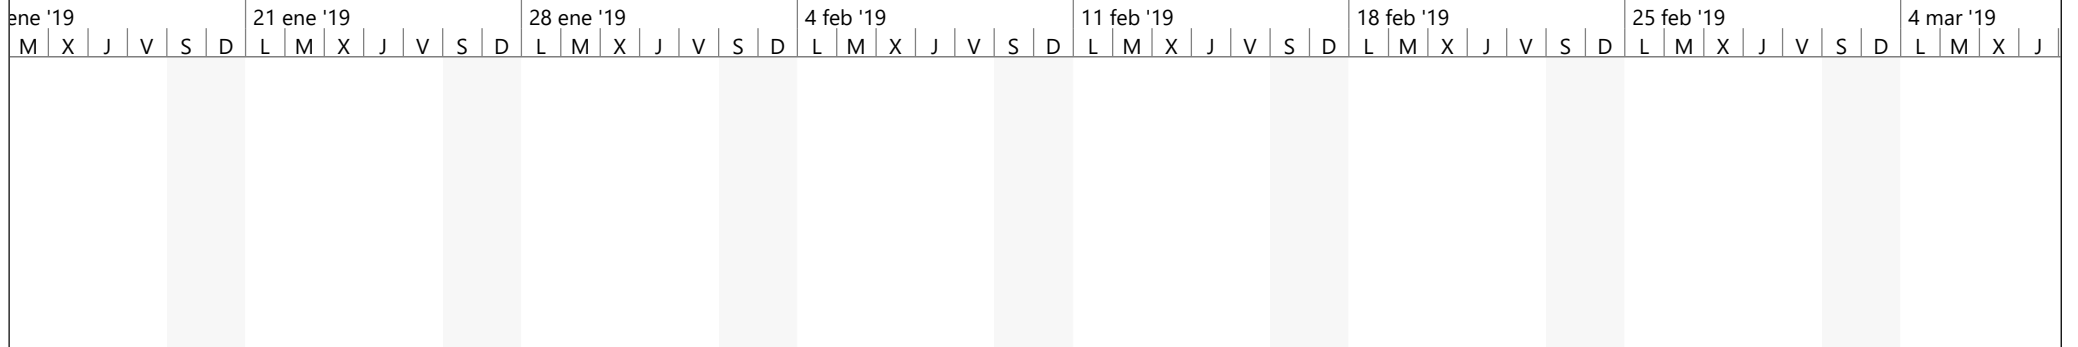 ene '19 21 ene '19 28 ene '19 4 feb '19 11 feb '19 18 feb '19 25 feb '19 4 mar '19
M X J V S D L M X J V S D L M X J V S D L M X J V S D L M X J V S D L M X J V S D L M X J V S D L M X J